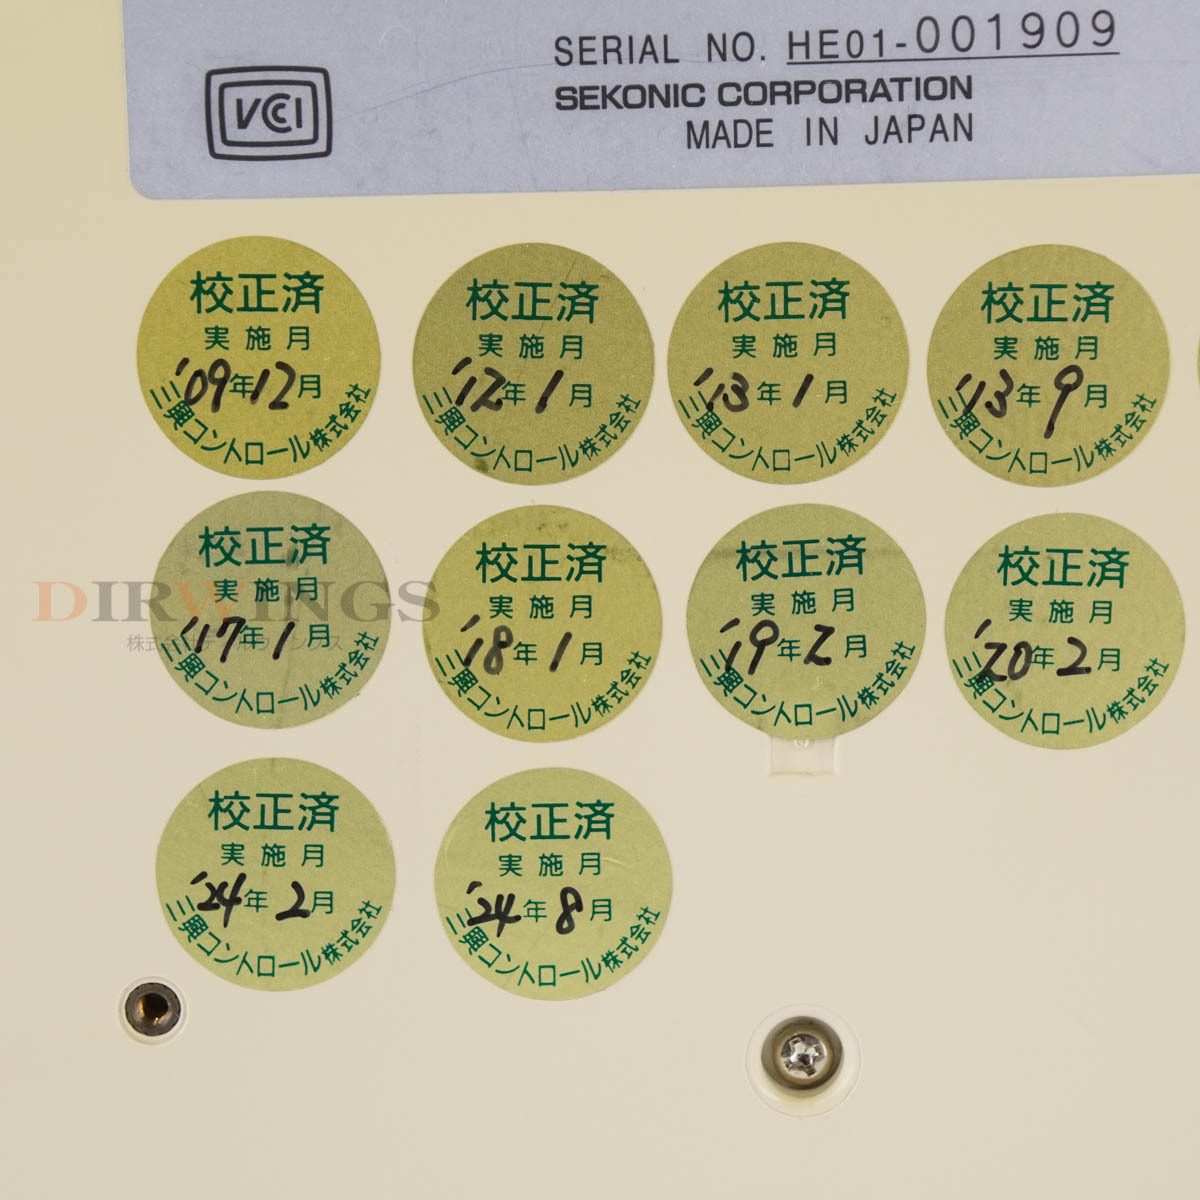 SERIAL NO. HE01-001909
VCCI
SEKONIC CORPORATION
MADE IN JAPAN
校正済
実施月
'09年12月
三興コントロール株式会社
校正済
実施月
'12年1月
三興コントロール株式会社
校正済
実施月
'13年1月
三興コントロール株式会社
校正済
実施月
'13年9月
三興コントロール株式会社
校正済
実施月
'17年1月
三興コントロール株式会社
DIRWINGS
校正済
実施月
'18年1月
三興コントロール株式会社
校正済
実施月
'19年2月
三興コントロール株式会社
校正済
実施月
'20年2月
三興コントロール株式会社
校正済
実施月
'24年2月
三興コントロール株式会社
校正済
実施月
'24年8月
三興コントロール株式会社